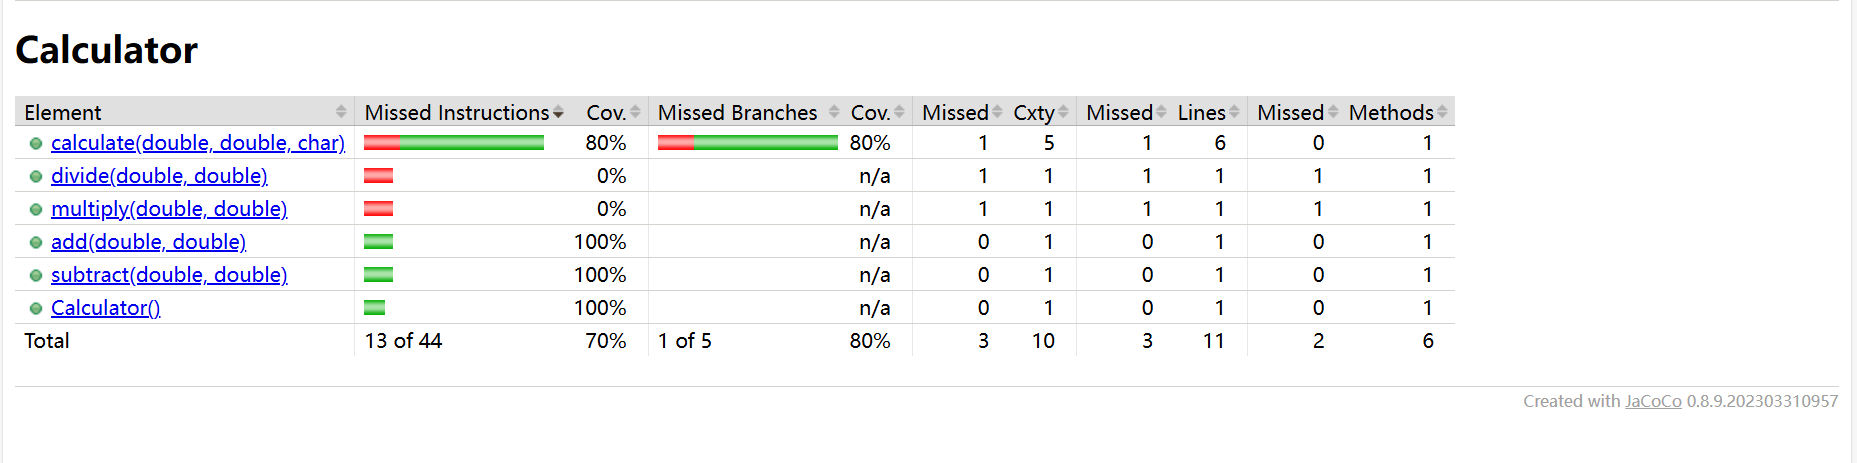 Calculator
Element Missed Instructions Cov. Missed Branches Cov. Missed Cxty Missed Lines Missed Methods
calculate(double, double, char) 80% 80% 1 5 1 6 0 1
divide(double, double) 0% n/a 1 1 1 1 1 1
multiply(double, double) 0% n/a 1 1 1 1 1 1
add(double, double) 100% n/a 0 1 0 1 0 1
subtract(double, double) 100% n/a 0 1 0 1 0 1
Calculator() 100% n/a 0 1 0 1 0 1
Total 13 of 44 70% 1 of 5 80% 3 10 3 11 2 6
Created with JaCoCo 0.8.9.202303310957